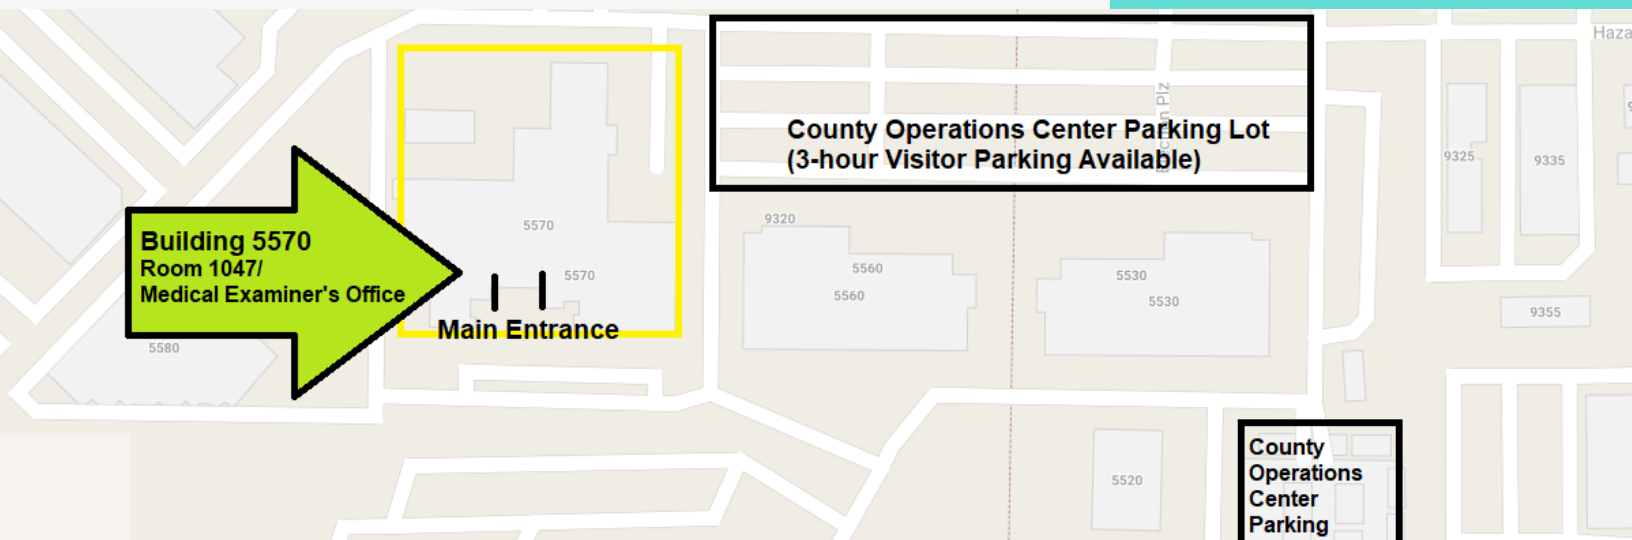 Haza
County Operations Center Parking Lot
(3-hour Visitor Parking Available)
9325
9335
9320
5570
Building 5570
Room 1047/
Medical Examiner's Office
5570
5560
5560
5530
5530
9355
Main Entrance
5580
5520
County
Operations
Center
Parking